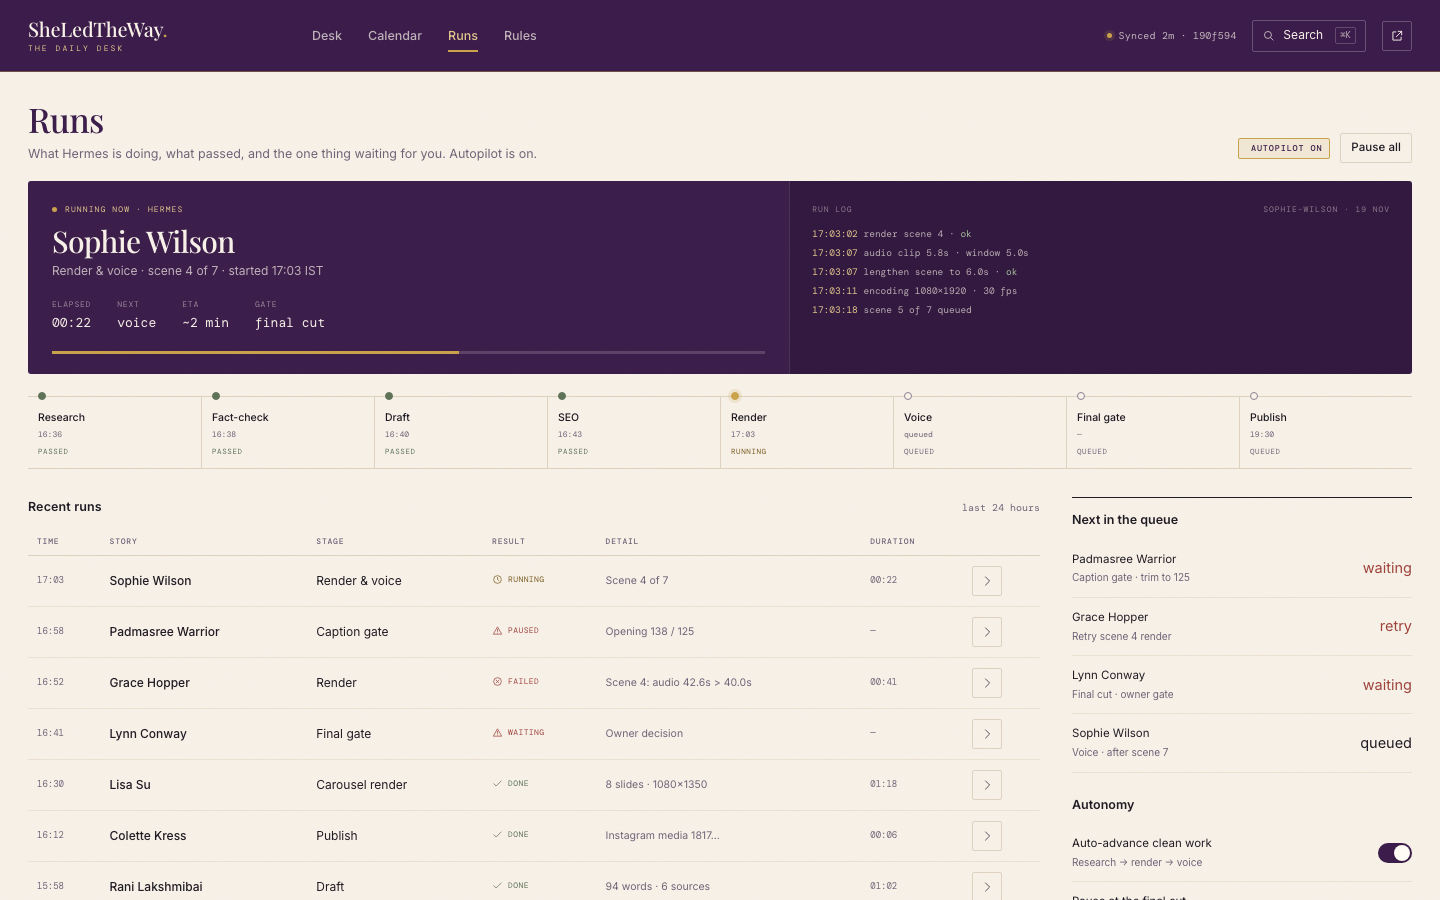 SheLedTheWay.
THE DAILY DESK
Desk
Calendar
Runs
Rules
Synced 2m · 190f594
Search
⌘K
Runs
What Hermes is doing, what passed, and the one thing waiting for you. Autopilot is on.
AUTOPILOT ON
Pause all
RUNNING NOW · HERMES
Sophie Wilson
Render & voice · scene 4 of 7 · started 17:03 IST
ELAPSED NEXT ETA GATE
00:22 voice ~2 min final cut
RUN LOG
SOPHIE-WILSON · 19 NOV
17:03:02 render scene 4 · ok
17:03:07 audio clip 5.8s · window 5.0s
17:03:07 lengthen scene to 6.0s · ok
17:03:11 encoding 1080×1920 · 30 fps
17:03:18 scene 5 of 7 queued
Research
16:36
PASSED
Fact-check
16:38
PASSED
Draft
16:40
PASSED
SEO
16:43
PASSED
Render
17:03
RUNNING
Voice
queued
QUEUED
Final gate
—
QUEUED
Publish
19:30
QUEUED
Recent runs
last 24 hours
TIME STORY STAGE RESULT DETAIL DURATION
17:03 Sophie Wilson Render & voice RUNNING Scene 4 of 7 00:22
16:58 Padmasree Warrior Caption gate PAUSED Opening 138 / 125 —
16:52 Grace Hopper Render FAILED Scene 4: audio 42.6s > 40.0s 00:41
16:41 Lynn Conway Final gate WAITING Owner decision —
16:30 Lisa Su Carousel render DONE 8 slides · 1080×1350 01:18
16:12 Colette Kress Publish DONE Instagram media 1817… 00:06
15:58 Rani Lakshmibai Draft DONE 94 words · 6 sources 01:02
Next in the queue
Padmasree Warrior
Caption gate · trim to 125
waiting
Grace Hopper
Retry scene 4 render
retry
Lynn Conway
Final cut · owner gate
waiting
Sophie Wilson
Voice · after scene 7
queued
Autonomy
Auto-advance clean work
Research → render → voice
Pause at the final cut